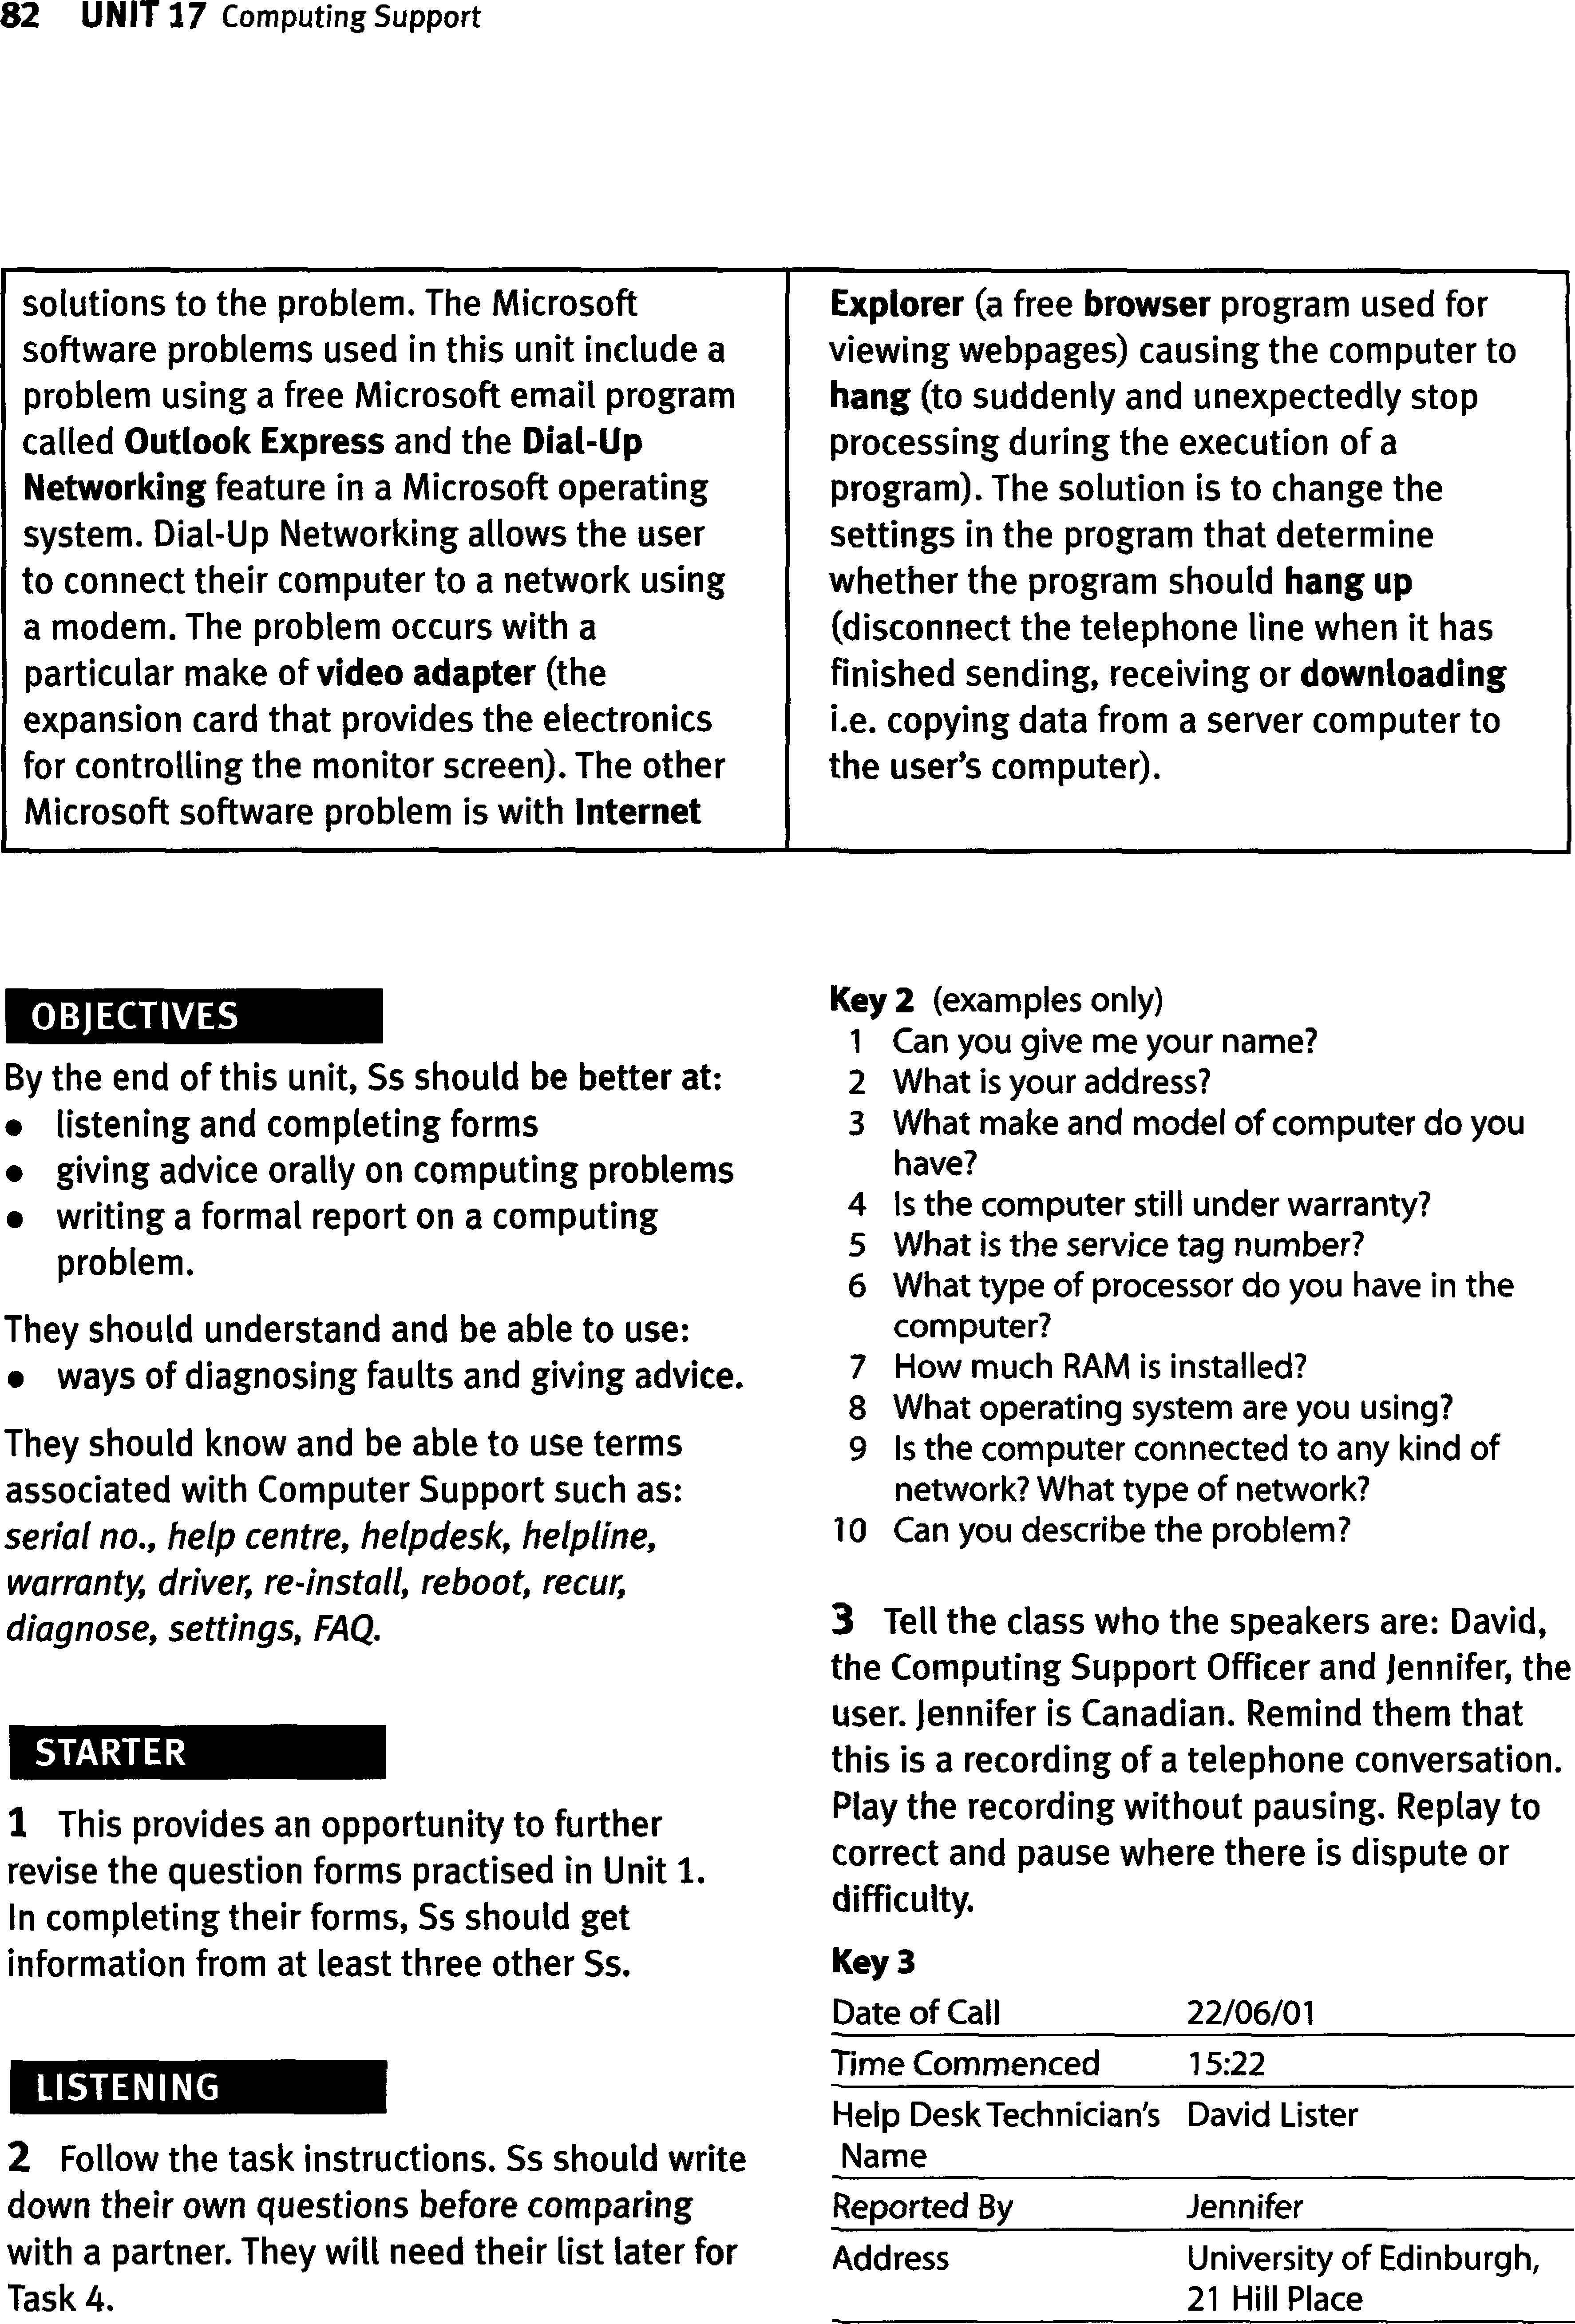 82 UNIT 17 Computing Support
solutions to the problem. The Microsoft
software problems used in this unit include a
problem using a free Microsoft email program
called Outlook Express and the Dial-Up
Networking feature in a Microsoft operating
system. Dial-Up Networking allows the user
to connect their computer to a network using
a modem. The problem occurs with a
particular make of video adapter (the
expansion card that provides the electronics
for controlling the monitor screen). The other
Microsoft software problem is with Internet
Explorer (a free browser program used for
viewing webpages) causing the computer to
hang (to suddenly and unexpectedly stop
processing during the execution of a
program). The solution is to change the
settings in the program that determine
whether the program should hang up
(disconnect the telephone line when it has
finished sending, receiving or downloading
i.e. copying data from a server computer to
the user's computer).
OBJECTIVES
By the end of this unit, Ss should be better at:
• listening and completing forms
• giving advice orally on computing problems
• writing a formal report on a computing
problem.
They should understand and be able to use:
• ways of diagnosing faults and giving advice.
They should know and be able to use terms
associated with Computer Support such as:
serial no., help centre, helpdesk, helpline,
warranty, driver, re-install, reboot, recur,
diagnose, settings, FAQ.
STARTER
1 This provides an opportunity to further
revise the question forms practised in Unit 1.
In completing their forms, Ss should get
information from at least three other Ss.
LISTENING
2 Follow the task instructions. Ss should write
down their own questions before comparing
with a partner. They will need their list later for
Task 4.
Key 2 (examples only)
1 Can you give me your name?
2 What is your address?
3 What make and model of computer do you
have?
4 Is the computer still under warranty?
5 What is the service tag number?
6 What type of processor do you have in the
computer?
7 How much RAM is installed?
8 What operating system are you using?
9 Is the computer connected to any kind of
network? What type of network?
10 Can you describe the problem?
3 Tell the class who the speakers are: David,
the Computing Support Officer and Jennifer, the
user. Jennifer is Canadian. Remind them that
this is a recording of a telephone conversation.
Play the recording without pausing. Replay to
correct and pause where there is dispute or
difficulty.
Key 3
Date of Call 22/06/01
Time Commenced 15:22
Help Desk Technician's David Lister
Name
Reported By Jennifer
Address University of Edinburgh,
21 Hill Place